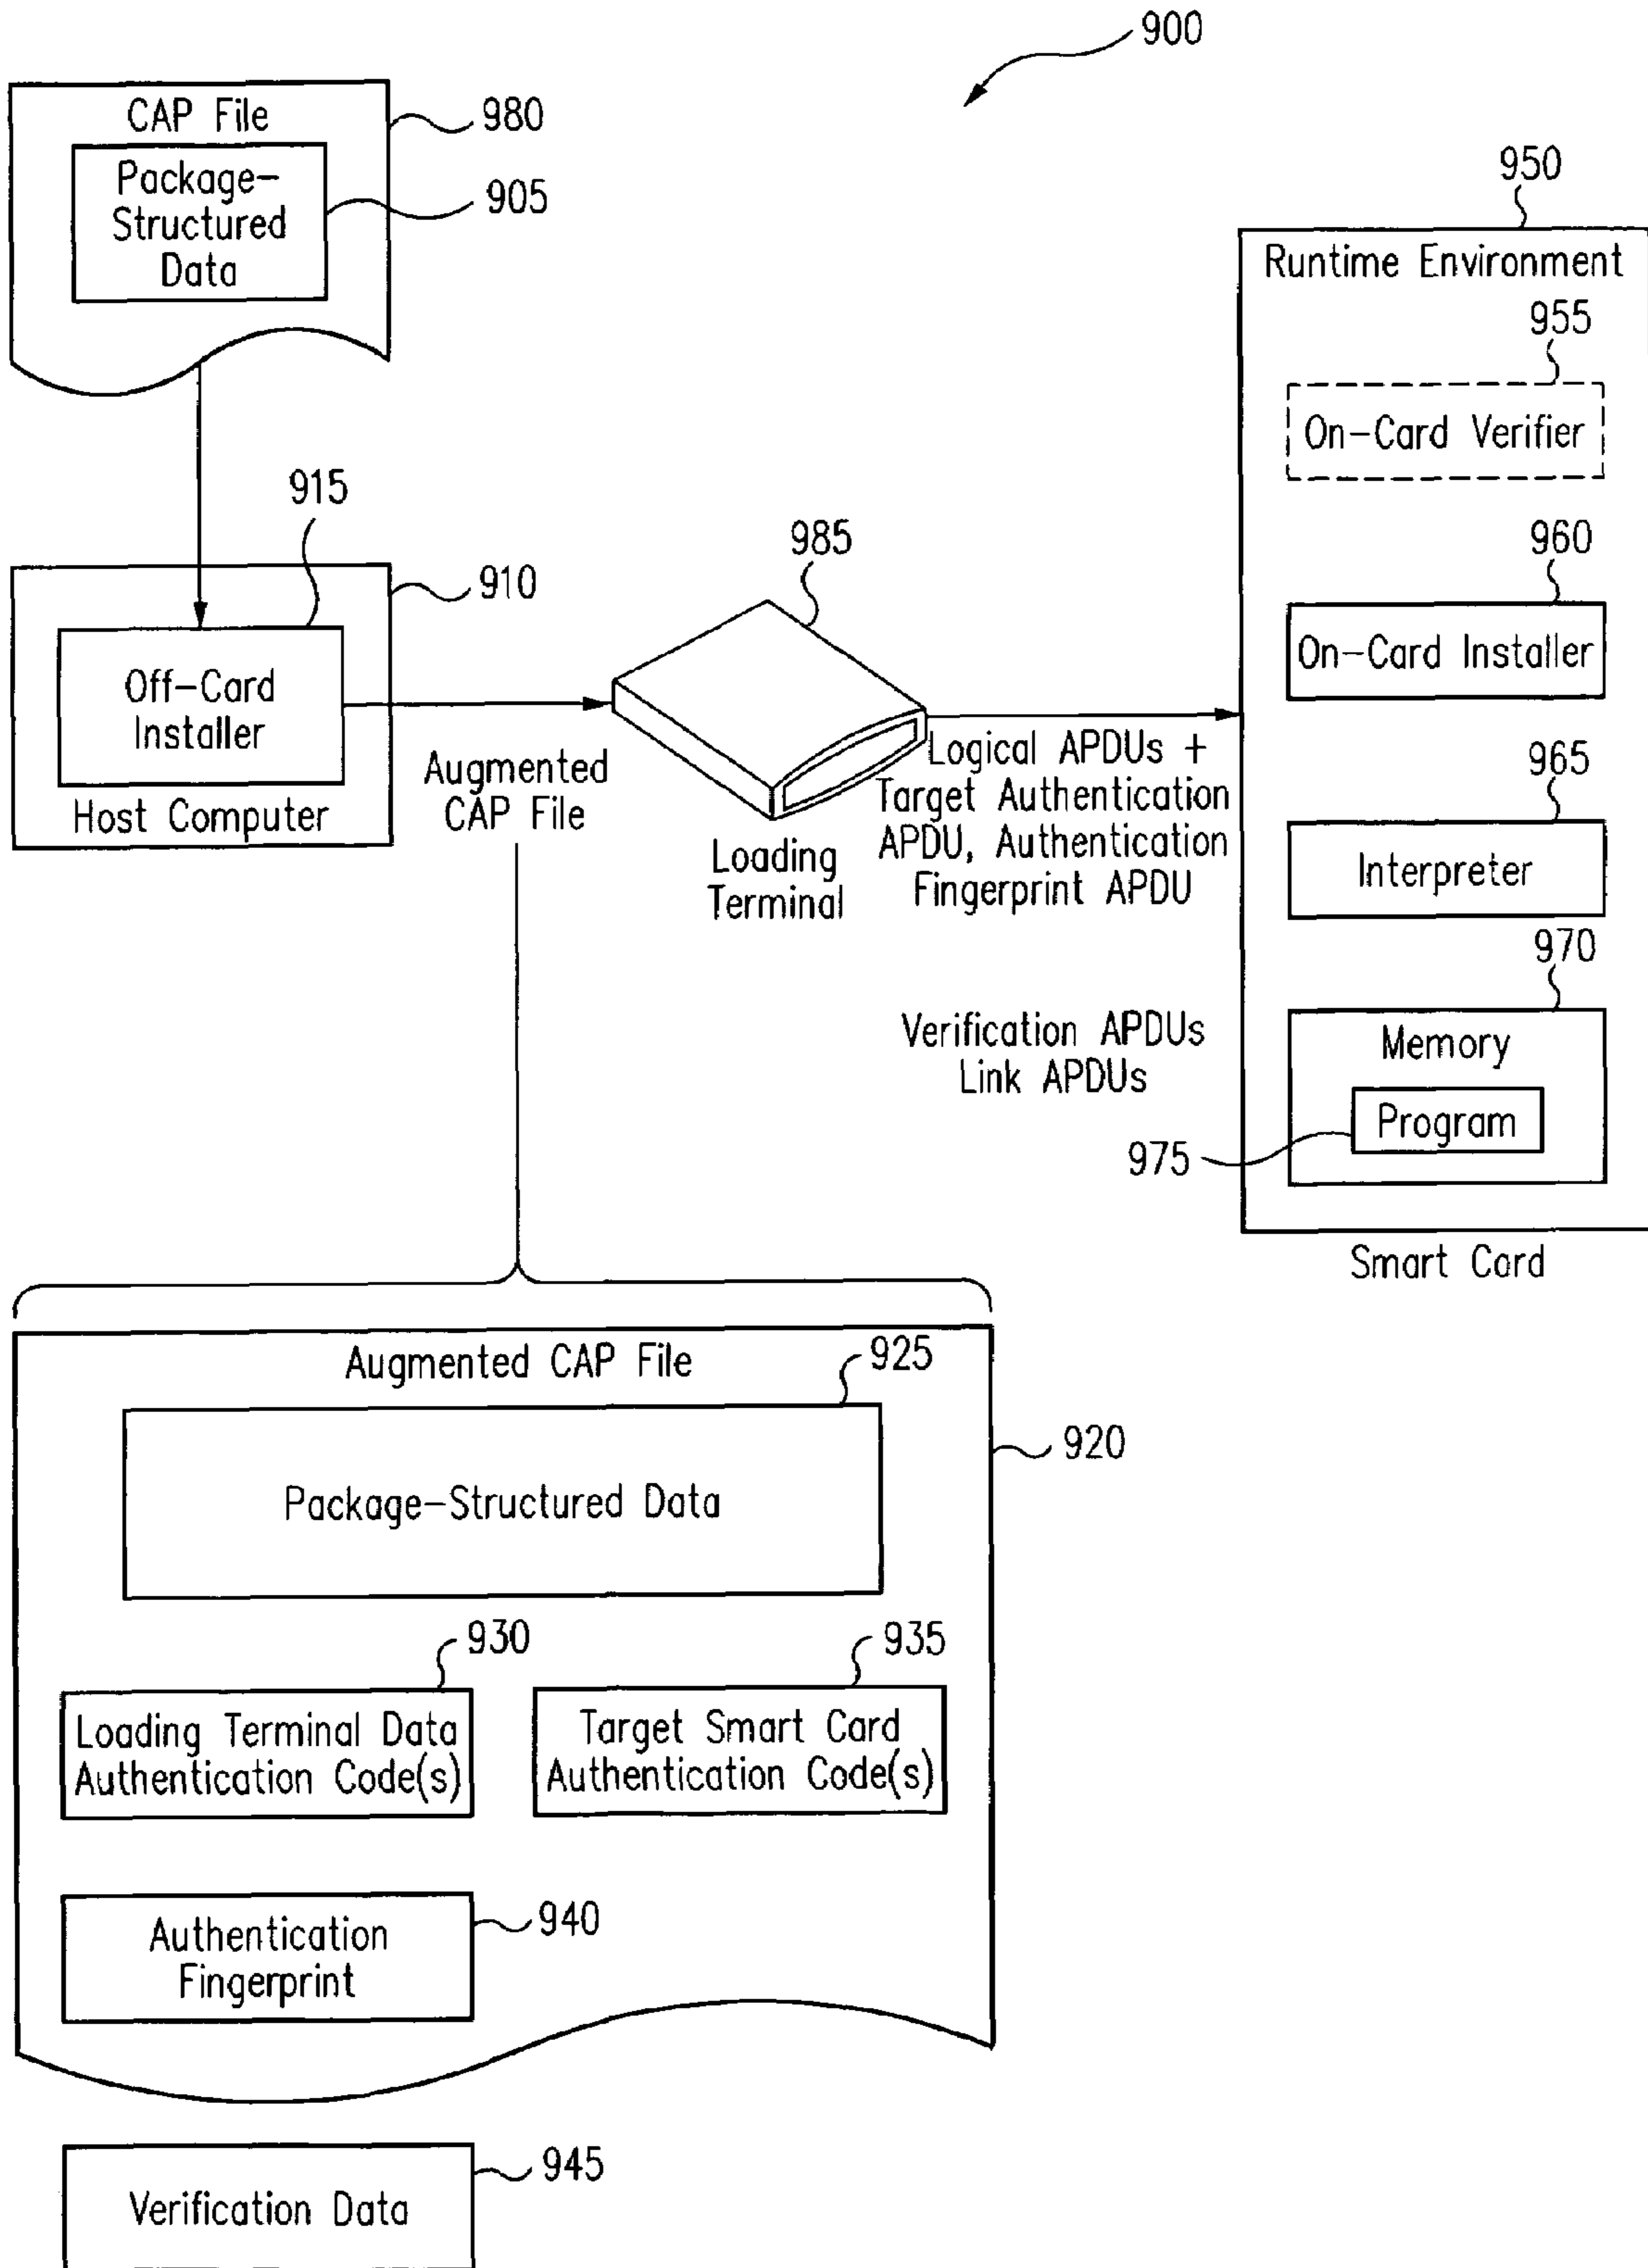 900
CAP File
980
Package-
Structured
Data
905
950
Runtime Environment
955
On-Card Verifier
915
960
On-Card Installer
910
Off-Card
Installer
Host Computer
985
Augmented
CAP File
Loading
Terminal
Logical APDUs +
Target Authentication
APDU, Authentication
Fingerprint APDU
965
Interpreter
970
Verification APDUs
Link APDUs
Memory
Program
975
Smart Card
Augmented CAP File
925
920
Package-Structured Data
930
935
Loading Terminal Data
Authentication Code(s)
Target Smart Card
Authentication Code(s)
Authentication
Fingerprint
940
945
Verification Data